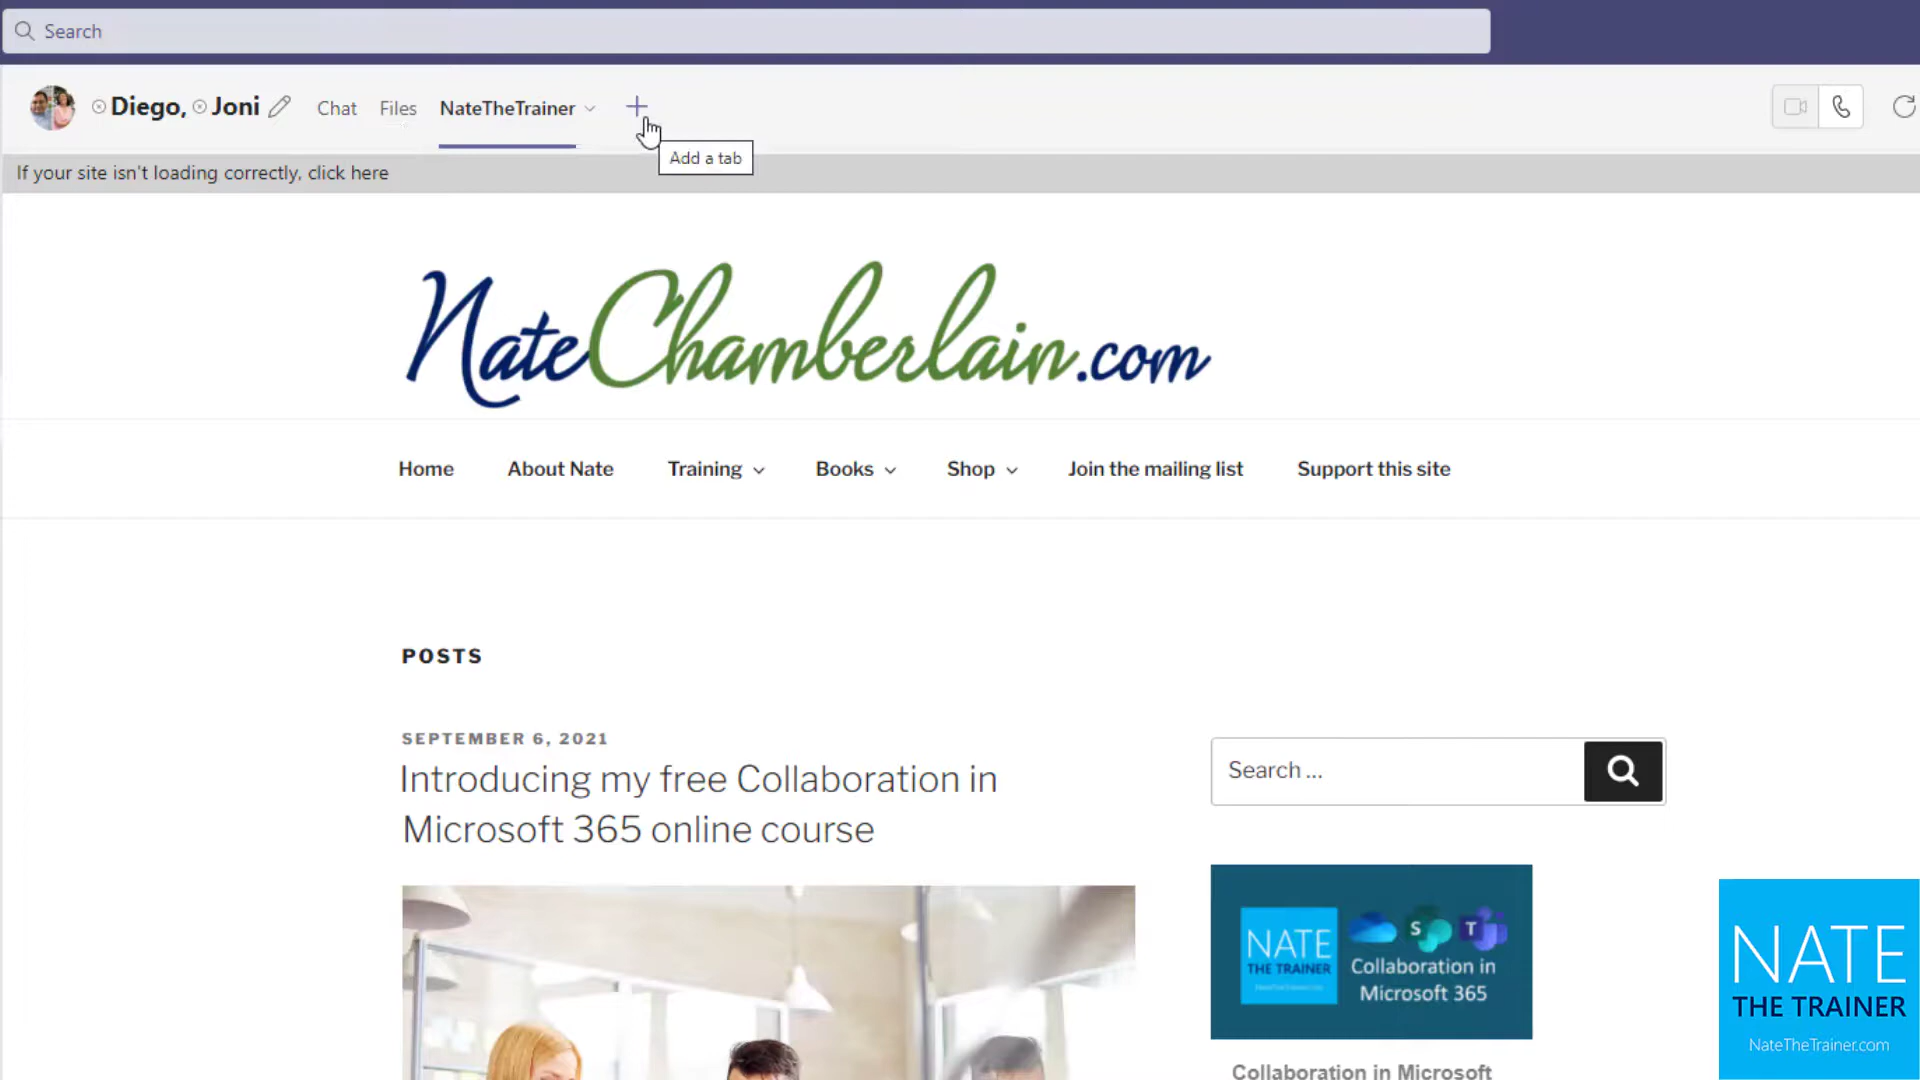 Search
Diego, Joni Chat Files NateTheTrainer
Add a tab
If your site isn't loading correctly, click here
NateChamberlain.com
Home About Nate Training Books Shop Join the mailing list Support this site
POSTS
SEPTEMBER 6, 2021
Introducing my free Collaboration in
Microsoft 365 online course
Search ...
NATE
THE TRAINER
S T
Collaboration in
Microsoft 365
Collaboration in Microsoft
NATE
THE TRAINER
NateTheTrainer.com